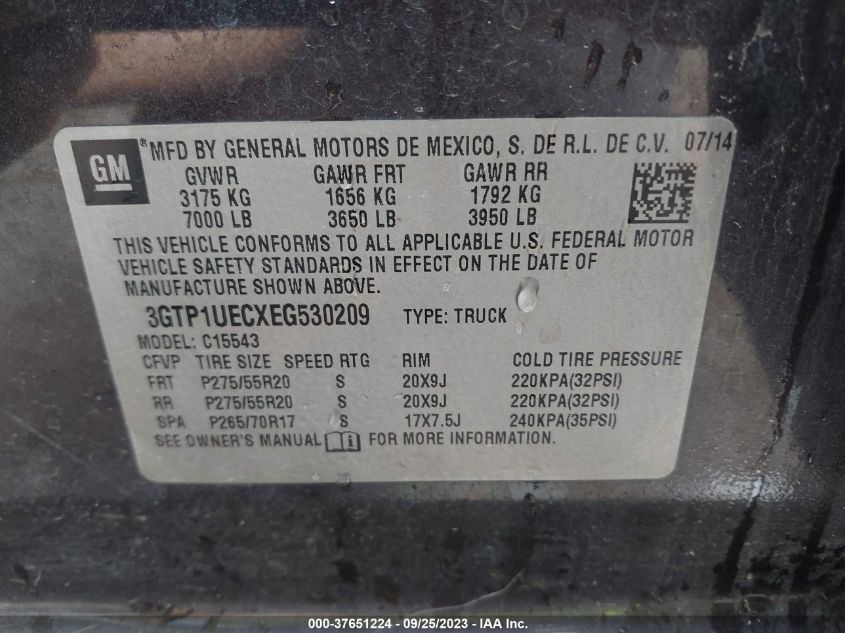 GM ® MFD BY GENERAL MOTORS DE MEXICO, S. DE R.L. DE C.V. 07/14
GVWR GAWR FRT GAWR RR
3175 KG 1656 KG 1792 KG
7000 LB 3650 LB 3950 LB
THIS VEHICLE CONFORMS TO ALL APPLICABLE U.S. FEDERAL MOTOR
VEHICLE SAFETY STANDARDS IN EFFECT ON THE DATE OF
MANUFACTURE SHOWN ABOVE.
3GTP1UECXEG530209 TYPE: TRUCK
MODEL: C15543
CFVP TIRE SIZE SPEED RTG RIM COLD TIRE PRESSURE
FRT P275/55R20 S 20X9J 220KPA(32PSI)
RR P275/55R20 S 20X9J 220KPA(32PSI)
SPA P265/70R17 S 17X7.5J 240KPA(35PSI)
SEE OWNER'S MANUAL FOR MORE INFORMATION.
000-37651224 - 09/25/2023 - IAA Inc.